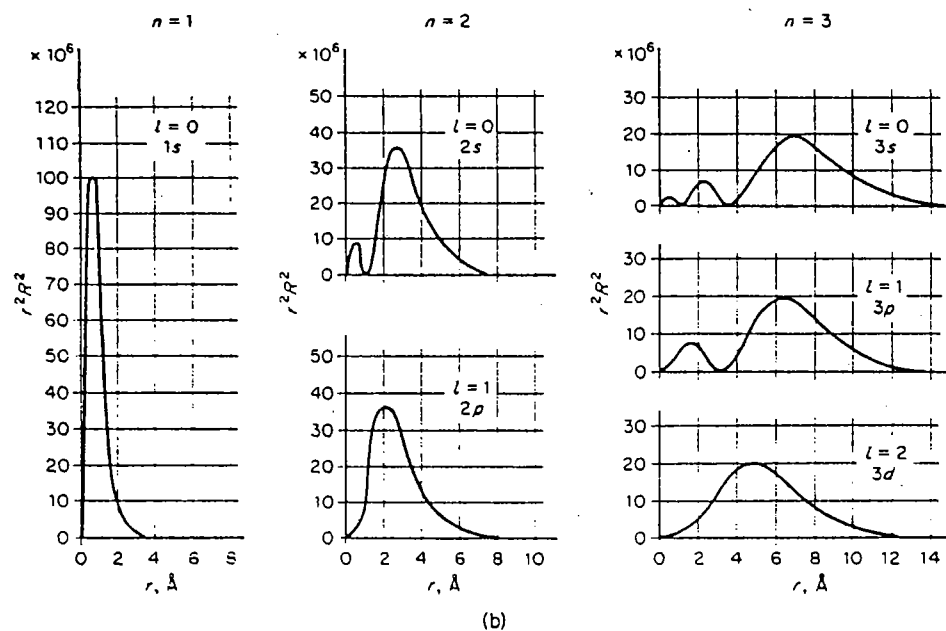 n = 1
× 10⁶
120
110
100
90
80
70
60
50
40
30
20
10
0
r²R²
l = 0
1s
0 2 4 6 8
r, Å
n = 2
× 10⁶
50
40
30
20
10
0
r²R²
l = 0
2s
50
40
30
20
10
0
l = 1
2p
0 2 4 6 8 10
r, Å
n = 3
× 10⁶
30
20
10
0
l = 0
3s
30
20
10
0
r²R²
l = 1
3p
30
20
10
0
l = 2
3d
0 2 4 6 8 10 12 14
r, Å
(b)